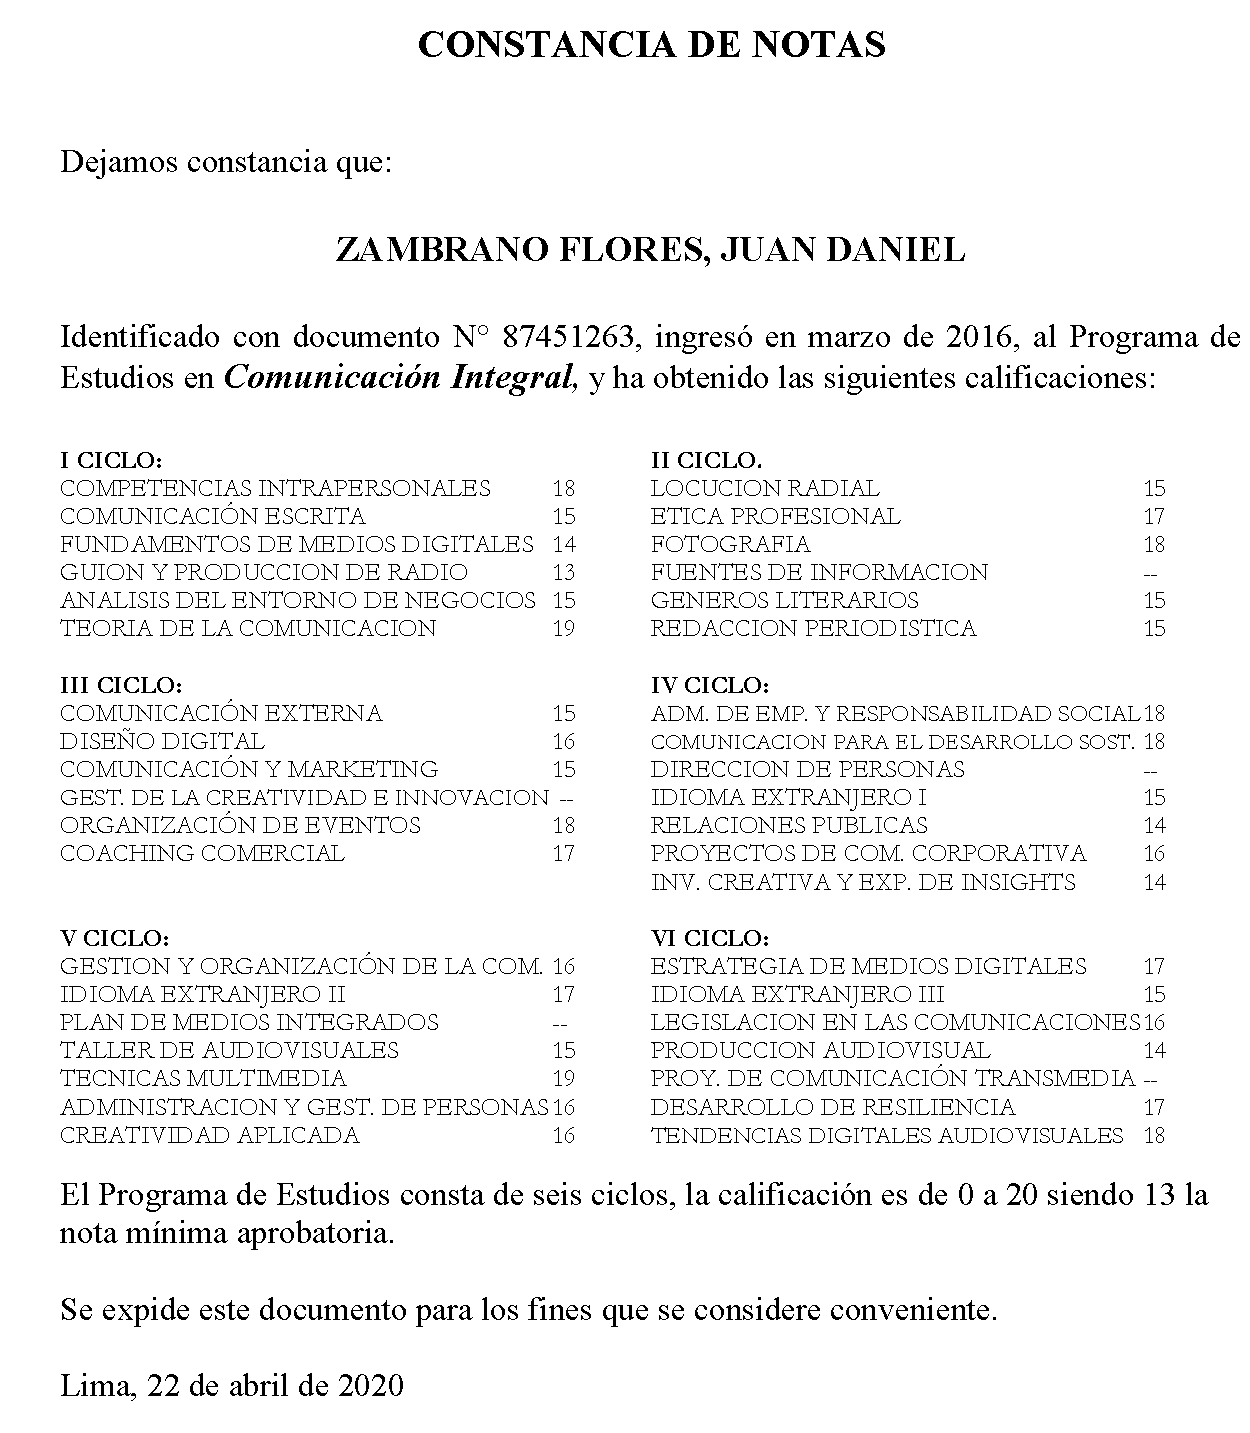 CONSTANCIA DE NOTAS
Dejamos constancia que:
ZAMBRANO FLORES, JUAN DANIEL
Identificado con documento N° 87451263, ingresó en marzo de 2016, al Programa de
Estudios en Comunicación Integral, y ha obtenido las siguientes calificaciones:
I CICLO:
COMPETENCIAS INTRAPERSONALES 18
COMUNICACIÓN ESCRITA 15
FUNDAMENTOS DE MEDIOS DIGITALES 14
GUION Y PRODUCCION DE RADIO 13
ANALISIS DEL ENTORNO DE NEGOCIOS 15
TEORIA DE LA COMUNICACION 19
II CICLO.
LOCUCION RADIAL 15
ETICA PROFESIONAL 17
FOTOGRAFIA 18
FUENTES DE INFORMACION --
GENEROS LITERARIOS 15
REDACCION PERIODISTICA 15
III CICLO:
COMUNICACIÓN EXTERNA 15
DISEÑO DIGITAL 16
COMUNICACIÓN Y MARKETING 15
GEST. DE LA CREATIVIDAD E INNOVACION --
ORGANIZACIÓN DE EVENTOS 18
COACHING COMERCIAL 17
IV CICLO:
ADM. DE EMP. Y RESPONSABILIDAD SOCIAL 18
COMUNICACION PARA EL DESARROLLO SOST. 18
DIRECCION DE PERSONAS --
IDIOMA EXTRANJERO I 15
RELACIONES PUBLICAS 14
PROYECTOS DE COM. CORPORATIVA 16
INV. CREATIVA Y EXP. DE INSIGHTS 14
V CICLO:
GESTION Y ORGANIZACIÓN DE LA COM. 16
IDIOMA EXTRANJERO II 17
PLAN DE MEDIOS INTEGRADOS --
TALLER DE AUDIOVISUALES 15
TECNICAS MULTIMEDIA 19
ADMINISTRACION Y GEST. DE PERSONAS 16
CREATIVIDAD APLICADA 16
VI CICLO:
ESTRATEGIA DE MEDIOS DIGITALES 17
IDIOMA EXTRANJERO III 15
LEGISLACION EN LAS COMUNICACIONES 16
PRODUCCION AUDIOVISUAL 14
PROY. DE COMUNICACIÓN TRANSMEDIA --
DESARROLLO DE RESILIENCIA 17
TENDENCIAS DIGITALES AUDIOVISUALES 18
El Programa de Estudios consta de seis ciclos, la calificación es de 0 a 20 siendo 13 la
nota mínima aprobatoria.
Se expide este documento para los fines que se considere conveniente.
Lima, 22 de abril de 2020